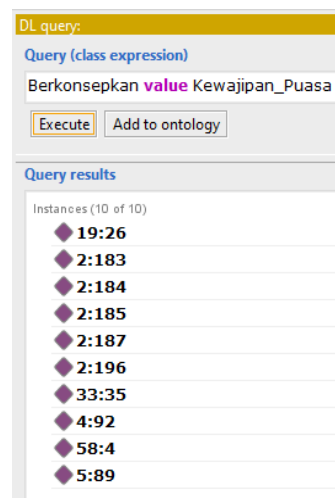 DL query:
Query (class expression)
Berkonsepkan value Kewajipan_Puasa
Execute Add to ontology
Query results
Instances (10 of 10)
19:26
2:183
2:184
2:185
2:187
2:196
33:35
4:92
58:4
5:89